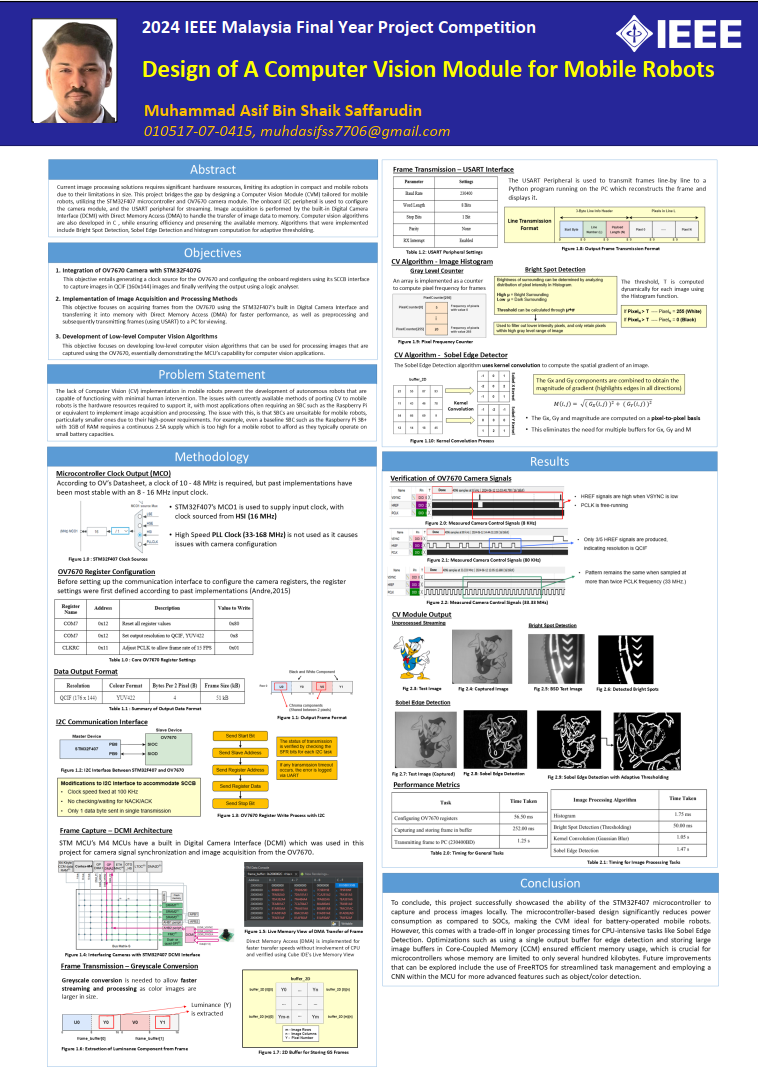 2024 IEEE Malaysia Final Year Project Competition
IEEE
Design of A Computer Vision Module for Mobile Robots
Muhammad Asif Bin Shaik Saffarudin
010517-07-0415, muhdasifss7706@gmail.com
Abstract
Current image processing solutions requires significant hardware resources, limiting its adoption in compact and mobile robots
due to their limitations in size. This project bridges the gap by designing a Computer Vision Module (CVM) tailored for mobile
robots, utilizing the STM32F407 microcontroller and OV7670 camera module. The onboard I2C peripheral is used to configure
the camera module, and the USART peripheral for streaming. Image acquisition is performed by the built-in Digital Camera
Interface (DCMI) with Direct Memory Access (DMA) to handle the transfer of image data to memory. Computer vision algorithms
are also developed in C , while ensuring efficiency and preserving the available memory. Algorithms that were implemented
include Bright Spot Detection, Sobel Edge Detection and histogram computation for adaptive thresholding.
Objectives
1. Integration of OV7670 Camera with STM32F407G
This objective entails generating a clock source for the OV7670 and configuring the onboard registers using its SCCB interface
to capture images in QCIF (160x144) images and finally verifying the output using a logic analyser.
2. Implementation of Image Acquisition and Processing Methods
This objective focuses on acquiring frames from the OV7670 using the STM32F407's built in Digital Camera Interface and
transferring it into memory with Direct Memory Access (DMA) for faster performance, as well as preprocessing and
subsequently transmitting frames (using USART) to a PC for viewing.
3. Development of Low-level Computer Vision Algorithms
This objective focuses on developing low-level computer vision algorithms that can be used for processing images that are
captured using the OV7670, essentially demonstrating the MCU's capability for computer vision applications.
Problem Statement
The lack of Computer Vision (CV) implementation in mobile robots prevent the development of autonomous robots that are
capable of functioning with minimal human intervention. The issues with currently available methods of porting CV to mobile
robots is the hardware resources required to support it, with most applications often requiring an SBC such as the Raspberry Pi
or equivalent to implement image acquisition and processing. The issue with this, is that SBCs are unsuitable for mobile robots,
particularly smaller ones due to their high-power requirements. For example, even a baseline SBC such as the Raspberry Pi 3B+
with 1GB of RAM requires a continuous 2.5A supply which is too high for a mobile robot to afford as they typically operate on
small battery capacities.
Methodology
Microcontroller Clock Output (MCO)
According to OV's Datasheet, a clock of 10 - 48 MHz is required, but past implementations have
been most stable with an 8 - 16 MHz input clock.
• STM32F407's MCO1 is used to supply input clock, with
clock sourced from HSI (16 MHz)
• High Speed PLL Clock (33-168 MHz) is not used as it causes
issues with camera configuration
Figure 1.0 : STM32F407 Clock Sources
OV7670 Register Configuration
Before setting up the communication interface to configure the camera registers, the register
settings were first defined according to past implementations (Andre,2015)
Register Name Address Description Value to Write
COM7 0x12 Reset all register values 0x80
COM7 0x12 Set output resolution to QCIF, YUV422 0x8
CLKRC 0x11 Adjust PCLK to allow frame rate of 15 FPS 0x01
Table 1.0 : Core OV7670 Register Settings
Data Output Format
Resolution Colour Format Bytes Per 2 Pixel (B) Frame Size (kB)
QCIF (176 x 144) YUV422 4 51 kB
Table 1.1 : Summary of Output Data Format
Black and White Component
U0 Y0 V0 Y1
Chroma components
(Shared between 2 pixels)
Figure 1.1: Output Frame Format
I2C Communication Interface
Master Device
Slave Device
STM32F407
OV7670
PB8 SIOC
PB9 SIOD
Figure 1.2: I2C Interface Between STM32F407 and OV7670
Modifications to I2C Interface to accommodate SCCB
• Clock speed fixed at 100 KHz
• No checking/waiting for NACK/ACK
• Only 1 data byte sent in single transmission
Send Start Bit
Send Slave Address
Send Register Address
Send Register Data
Send Stop Bit
The status of transmission
is verified by checking the
SFR bits for each I2C task
If any transmission timeout
occurs, the error is logged
via UART
Figure 1.3: OV7670 Register Write Process with I2C
Frame Capture – DCMI Architecture
STM MCU's M4 MCUs have a built in Digital Camera Interface (DCMI) which was used in this
project for camera signal synchronization and image acquisition from the OV7670.
Figure 1.4: Interfacing Cameras with STM32F407 DCMI Interface
Figure 1.5: Live Memory View of DMA Transfer of Frame
Direct Memory Access (DMA) is implemented for
faster transfer speeds without involvement of CPU
and verified using Cube IDE's Live Memory View
Frame Transmission – Greyscale Conversion
Greyscale conversion is needed to allow faster
streaming and processing as color images are
larger in size.
Luminance (Y)
is extracted
U0 Y0 V0 Y1
frame_buffer[0] frame_buffer[1]
Figure 1.6: Extraction of Luminance Component from Frame
buffer_2D
Figure 1.7: 2D Buffer for Storing GS Frames
Frame Transmission – USART Interface
Parameter Settings
Baud Rate 230400
Word Length 8 Bits
Stop Bits 1 Bit
Parity None
RX Interrupt Enabled
Table 1.2: USART Peripheral Settings
The USART Peripheral is used to transmit frames line-by line to a
Python program running on the PC which reconstructs the frame and
displays it.
Line Transmission
Format
3-Byte Line Info Header
Pixels in Line j
Start Byte
Line Number (L)
Payload Length (N)
Figure 1.8: Output Frame Transmission Format
CV Algorithm - Image Histogram
Gray Level Counter
An array is implemented as a counter
to compute pixel frequency for frames
PixelCounter[256]
PixelCounter[0]
Frequency of pixels
with value 0
PixelCounter[255]
Frequency of pixels
with value 255
Figure 1.9: Pixel Frequency Counter
Bright Spot Detection
Brightness of surrounding can be determined by analyzing
distribution of pixel intensity in Histogram
High μ = Bright Surrounding
Low μ = Dark Surrounding
Threshold can be calculated through μ+σ
Used to filter out lower intensity pixels, and only retain pixels
within high gray level range of image
The threshold, T is computed
dynamically for each image using
the Histogram function.
If Pixelₙ > T ---- Pixelₙ = 255 (White)
If Pixelₙ > T ---- Pixelₙ = 0 (Black)
CV Algorithm - Sobel Edge Detector
The Sobel Edge Detection algorithm uses kernel convolution to compute the spatial gradient of an image.
buffer_2D
Kernel
Convolution
Sobel X Kernel
Sobel Y Kernel
Figure 1.10: Kernel Convolution Process
The Gx and Gy components are combined to obtain the
magnitude of gradient (highlights edges in all directions)
M(i,j) = √( Gx(i,j) )² + ( Gy(i,j) )²
• The Gx, Gy and magnitude are computed on a pixel-to-pixel basis
• This eliminates the need for multiple buffers for Gx, Gy and M
Results
Verification of OV7670 Camera Signals
Figure 2.0: Measured Camera Control Signals (8 KHz)
• HREF signals are high when VSYNC is low
• PCLK is free-running
Figure 2.1: Measured Camera Control Signals (80 KHz)
• Only 3/5 HREF signals are produced,
indicating resolution is QCIF
Figure 2.2: Measured Camera Control Signals (33.33 MHz)
• Pattern remains the same when sampled at
more than twice PCLK frequency (33 MHz.)
CV Module Output
Unprocessed Streaming
Bright Spot Detection
Fig 2.3: Test Image
Fig 2.4: Captured Image
Fig 2.5: BSD Test Image
Fig 2.6: Detected Bright Spots
Sobel Edge Detection
Fig 2.7: Test Image (Captured)
Fig 2.8: Sobel Edge Detection
Fig 2.9: Sobel Edge Detection with Adaptive Thresholding
Performance Metrics
Task Time Taken
Configuring OV7670 registers 56.50 ms
Capturing and storing frame in buffer 252.00 ms
Transmitting frame to PC (230400BD) 1.25 s
Table 2.0: Timing for General Tasks
Image Processing Algorithm Time Taken
Histogram 1.75 ms
Bright Spot Detection (Thresholding) 50.00 ms
Kernel Convolution (Gaussian Blur) 1.05 s
Sobel Edge Detection 1.47 s
Table 2.1: Timing for Image Processing Tasks
Conclusion
To conclude, this project successfully showcased the ability of the STM32F407 microcontroller to
capture and process images locally. The microcontroller-based design significantly reduces power
consumption as compared to SOCs, making the CVM ideal for battery-operated mobile robots.
However, this comes with a trade-off in longer processing times for CPU-intensive tasks like Sobel Edge
Detection. Optimizations such as using a single output buffer for edge detection and storing large
image buffers in Core-Coupled Memory (CCM) ensured efficient memory usage, which is crucial for
microcontrollers whose memory are limited to only several hundred kilobytes. Future improvements
that can be explored include the use of FreeRTOS for streamlined task management and employing a
CNN within the MCU for more advanced features such as object/color detection.